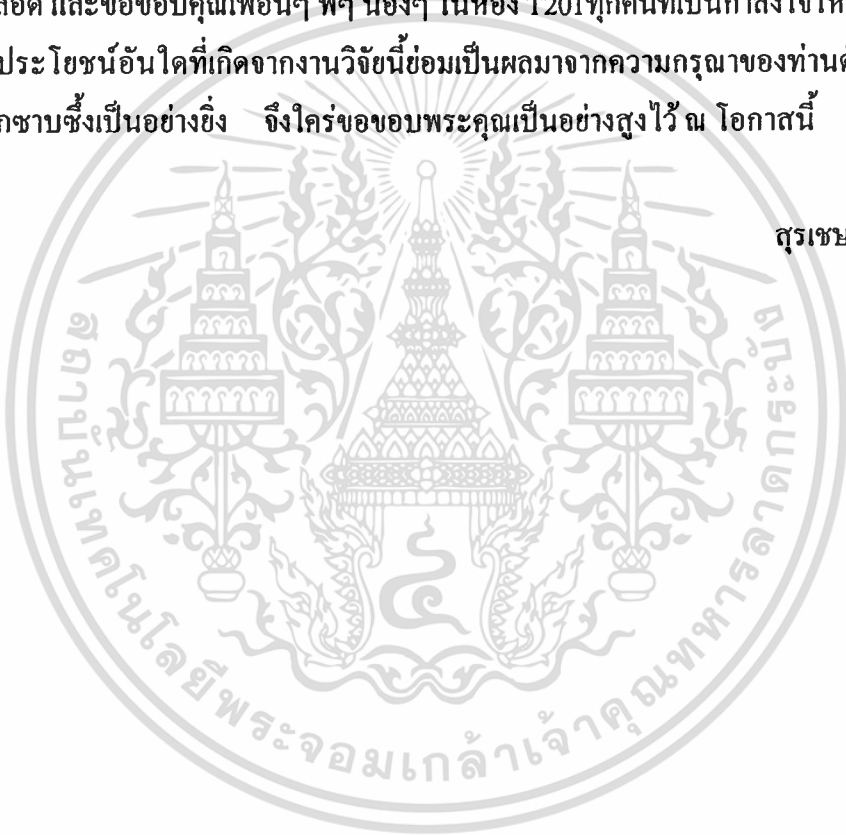 และขอขอบคุณเพื่อนๆ พี่ๆ น้องๆ ในห้อง 1201ทุกคนที่เป็นกำลังใจให้
ประโยชน์อันใดที่เกิดจากงานวิจัยนี้ย่อมเป็นผลมาจากความกรุณาของท่าน
ซาบซึ้งเป็นอย่างยิ่ง จึงใคร่ขอขอบพระคุณเป็นอย่างสูงไว้ ณ โอกาสนี้
สุรเชษ
สถาบันเทคโนโลยีพระจอมเกล้าเจ้าคุณทหารลาดกระบัง
๔